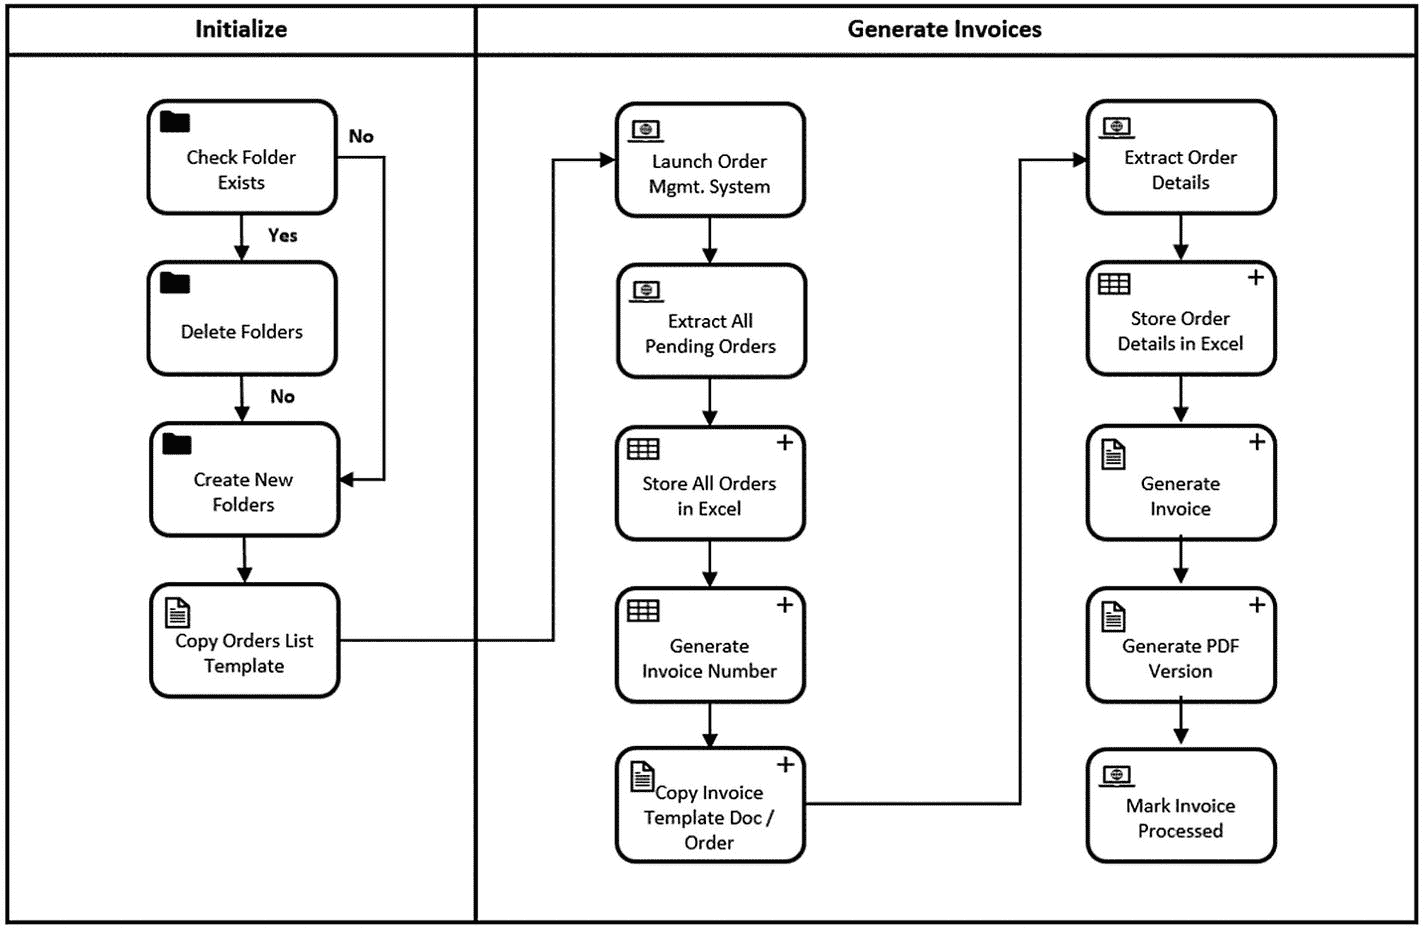 Initialize
Generate Invoices
Check Folder
Exists
No
Yes
Delete Folders
No
Create New
Folders
Copy Orders List
Template
Launch Order
Mgmt. System
Extract All
Pending Orders
Store All Orders
in Excel
Generate
Invoice Number
Copy Invoice
Template Doc /
Order
Extract Order
Details
Store Order
Details in Excel
Generate
Invoice
Generate PDF
Version
Mark Invoice
Processed